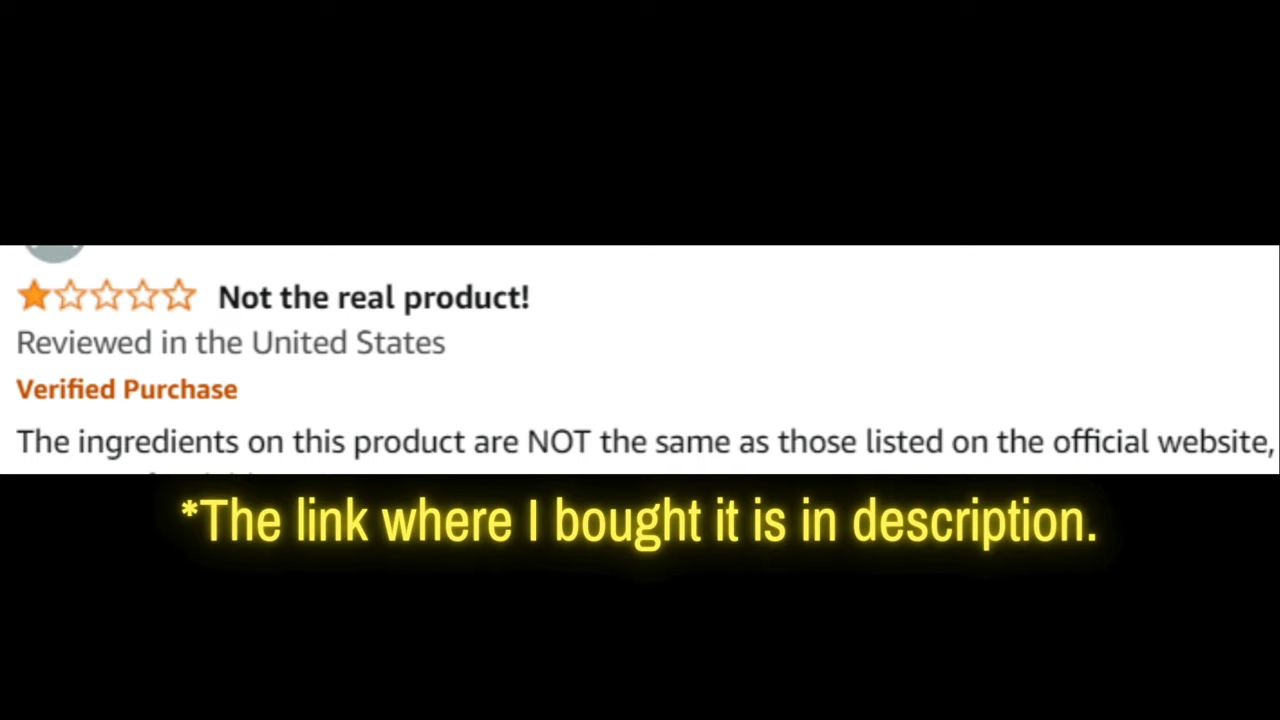 Not the real product!
Reviewed in the United States
Verified Purchase
The ingredients on this product are NOT the same as those listed on the official website,
*The link where I bought it is in description.